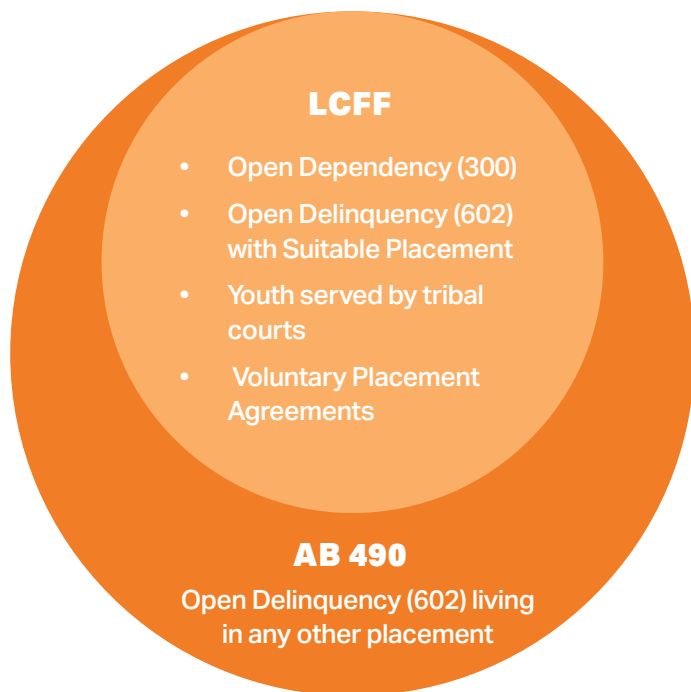 LCFF
• Open Dependency (300)
• Open Delinquency (602)
with Suitable Placement
• Youth served by tribal
courts
• Voluntary Placement
Agreements
AB 490
Open Delinquency (602) living
in any other placement